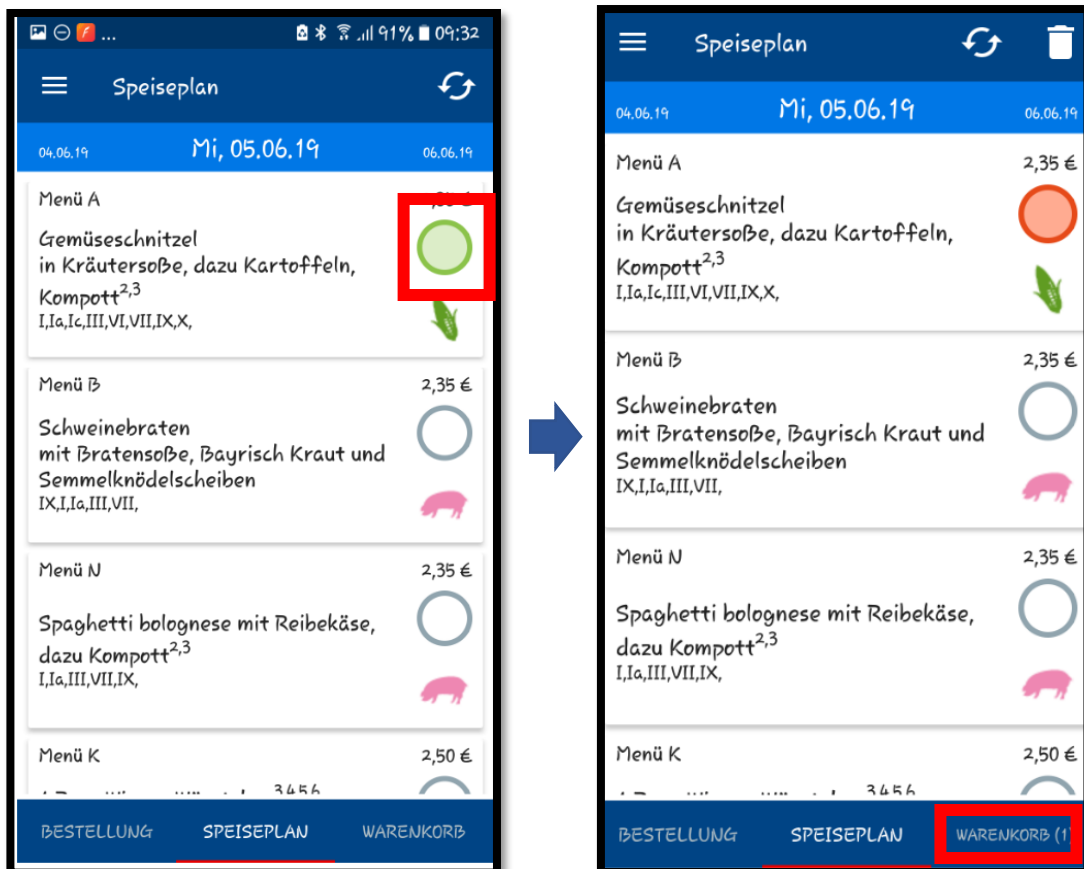 ... 91% 09:32
Speiseplan
04.06.19 Mi, 05.06.19 06.06.19
Menü A
Gemüseschnitzel
in Kräutersoße, dazu Kartoffeln,
Kompott2,3
I,Ia,Ic,III,VI,VII,IX,X,
Menü B 2,35 €
Schweinebraten
mit Bratensoße, Bayrisch Kraut und
Semmelknödelscheiben
IX,I,Ia,III,VII,
Menü N 2,35 €
Spaghetti bolognese mit Reibekäse,
dazu Kompott2,3
I,Ia,III,VII,IX,
Menü K 2,50 €
3456
BESTELLUNG SPEISEPLAN WARENKORB
Speiseplan
04.06.19 Mi, 05.06.19 06.06.19
Menü A 2,35 €
Gemüseschnitzel
in Kräutersoße, dazu Kartoffeln,
Kompott2,3
I,Ia,Ic,III,VI,VII,IX,X,
Menü B 2,35 €
Schweinebraten
mit Bratensoße, Bayrisch Kraut und
Semmelknödelscheiben
IX,I,Ia,III,VII,
Menü N 2,35 €
Spaghetti bolognese mit Reibekäse,
dazu Kompott2,3
I,Ia,III,VII,IX,
Menü K 2,50 €
3456
BESTELLUNG SPEISEPLAN WARENKORB (1)